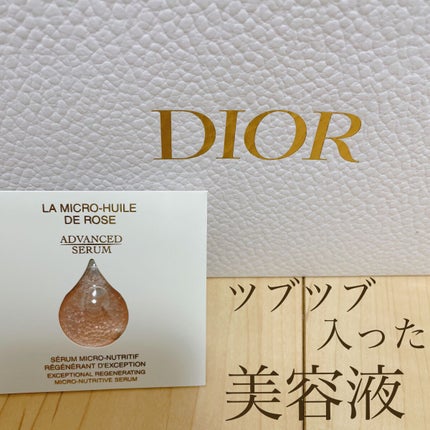 DIOR
LA MICRO-HUILE
DE ROSE
ADVANCED
SERUM
SÉRUM MICRO-NUTRITIF
RÉGÉNÉRANT D'EXCEPTION
EXCEPTIONAL REGENERATING
MICRO-NUTRITIVE SERUM
ツブツブ
入った
美容液